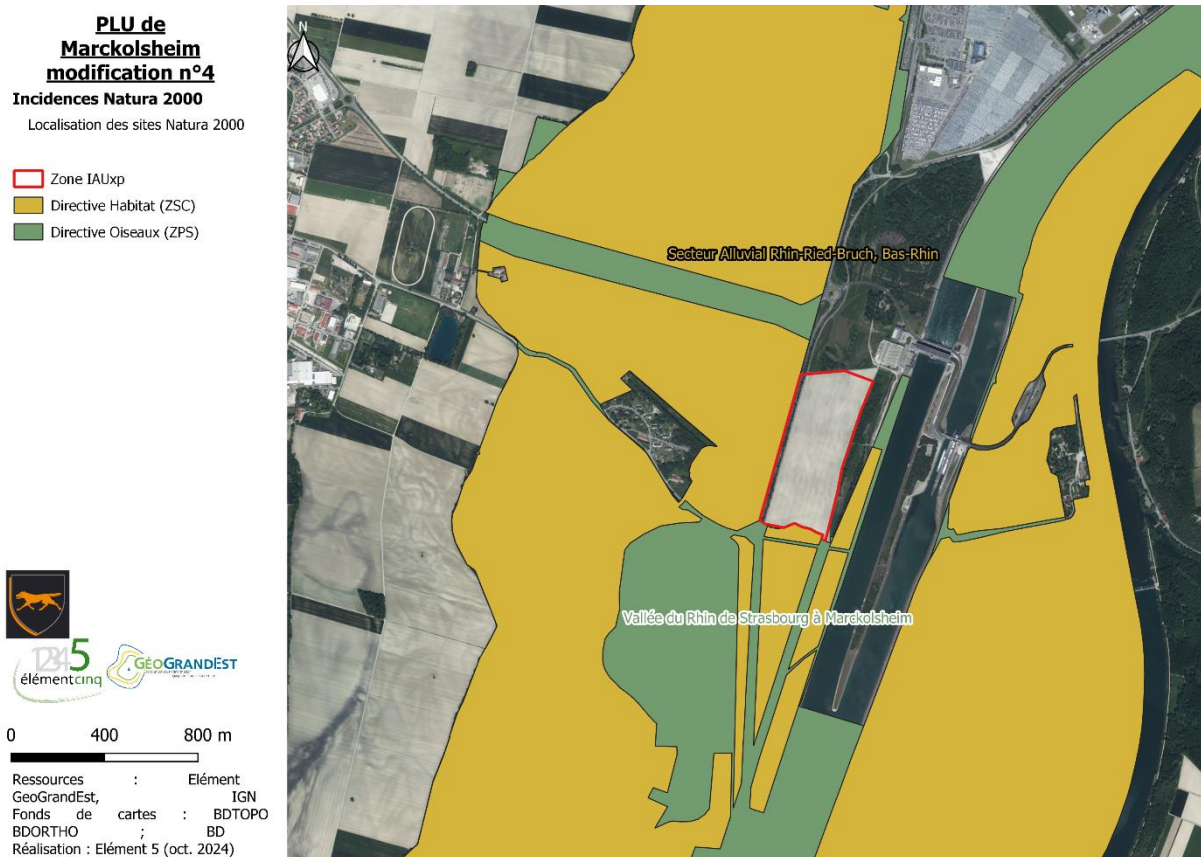 PLU de
Marckolsheim
modification n°4
Incidences Natura 2000
Localisation des sites Natura 2000
Zone IAUxp
Directive Habitat (ZSC)
Directive Oiseaux (ZPS)
N
Secteur Alluvial Rhin-Ried-Bruch, Bas-Rhin
Vallée du Rhin de Strasbourg à Marckolsheim
12345
élémentcinq
GÉOGRANDEST
0 400 800 m
Ressources : Elément
GeoGrandEst, IGN
Fonds de cartes : BDTOPO
BDORTHO ; BD
Réalisation : Elément 5 (oct. 2024)